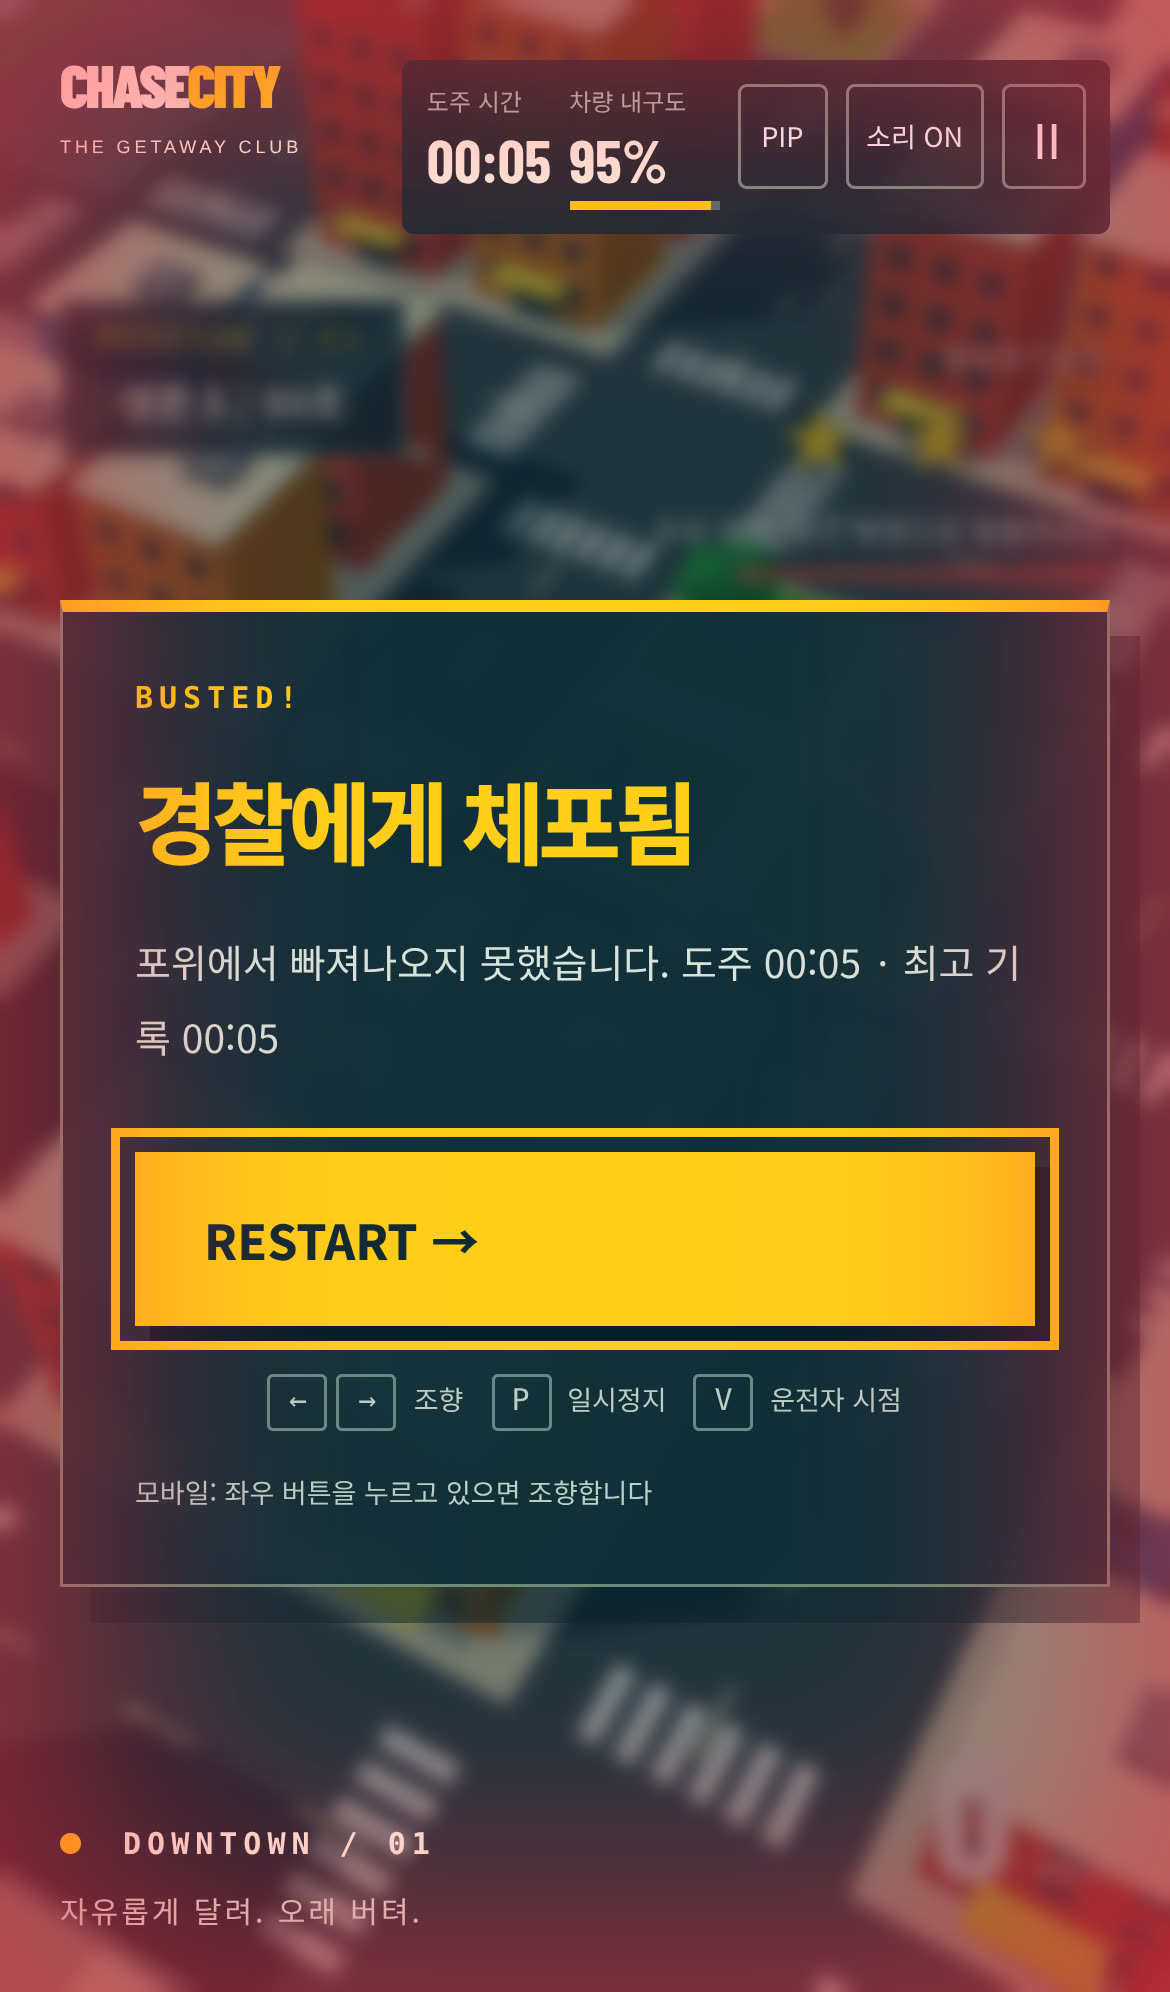 CHASECITY
THE GETAWAY CLUB
도주 시간
00:05
차량 내구도
95%
PIP
소리 ON
BUSTED!
경찰에게 체포됨
포위에서 빠져나오지 못했습니다. 도주 00:05 · 최고 기
록 00:05
RESTART →
← → 조향 P 일시정지 V 운전자 시점
모바일: 좌우 버튼을 누르고 있으면 조향합니다
DOWNTOWN / 01
자유롭게 달려. 오래 버텨.